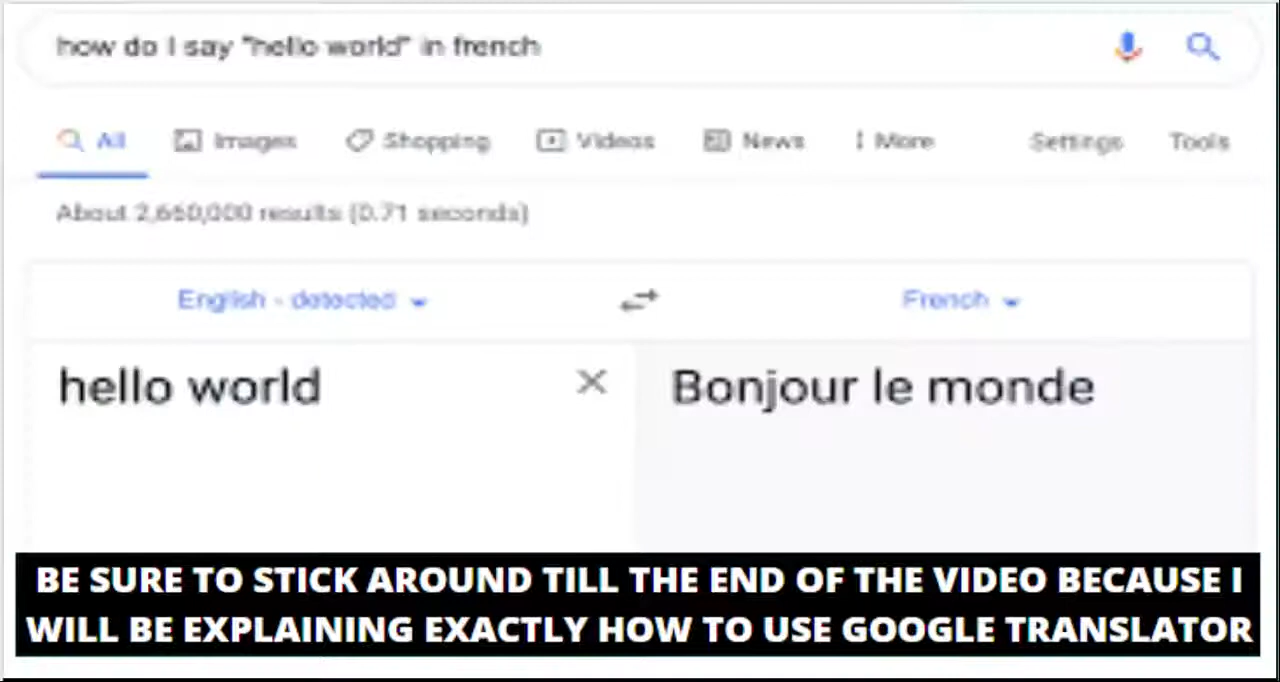 how do I say "hello world" in french
All Images Shopping Videos News More Settings Tools
About 2,660,000 results (0.71 seconds)
English - detected French
hello world Bonjour le monde
BE SURE TO STICK AROUND TILL THE END OF THE VIDEO BECAUSE I
WILL BE EXPLAINING EXACTLY HOW TO USE GOOGLE TRANSLATOR